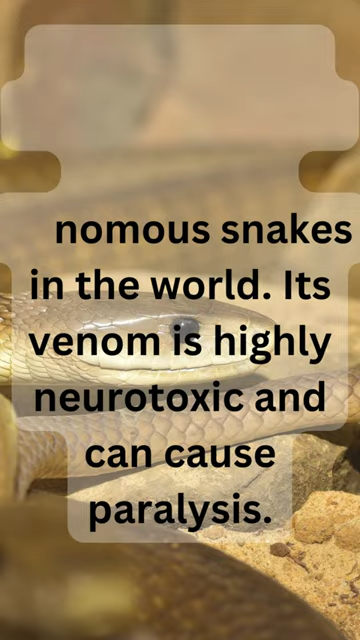 nomous snakes
in the world. Its
venom is highly
neurotoxic and
can cause
paralysis.